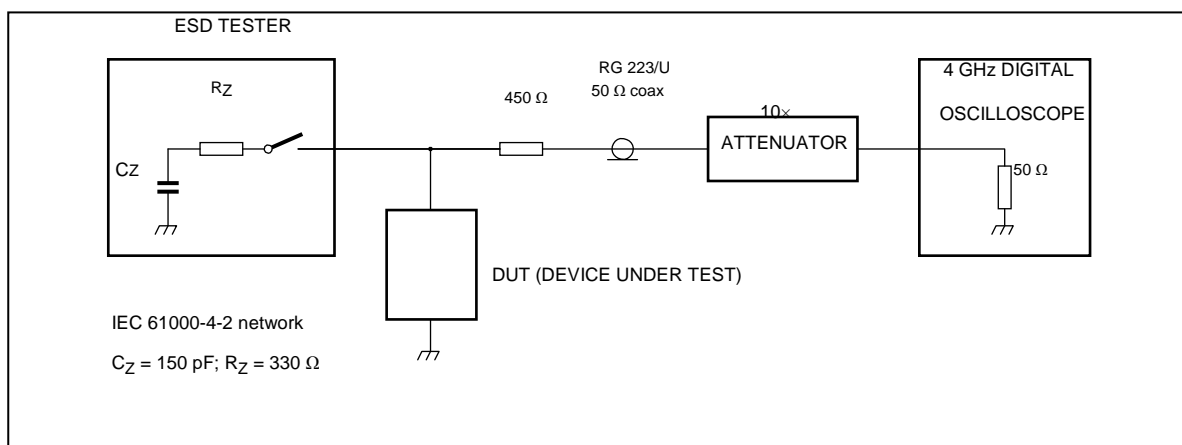 ESD TESTER
RZ
CZ
450 Ω
RG 223/U
50 Ω coax
10×
ATTENUATOR
4 GHz DIGITAL
OSCILLOSCOPE
50 Ω
DUT (DEVICE UNDER TEST)
IEC 61000-4-2 network
CZ = 150 pF; RZ = 330 Ω